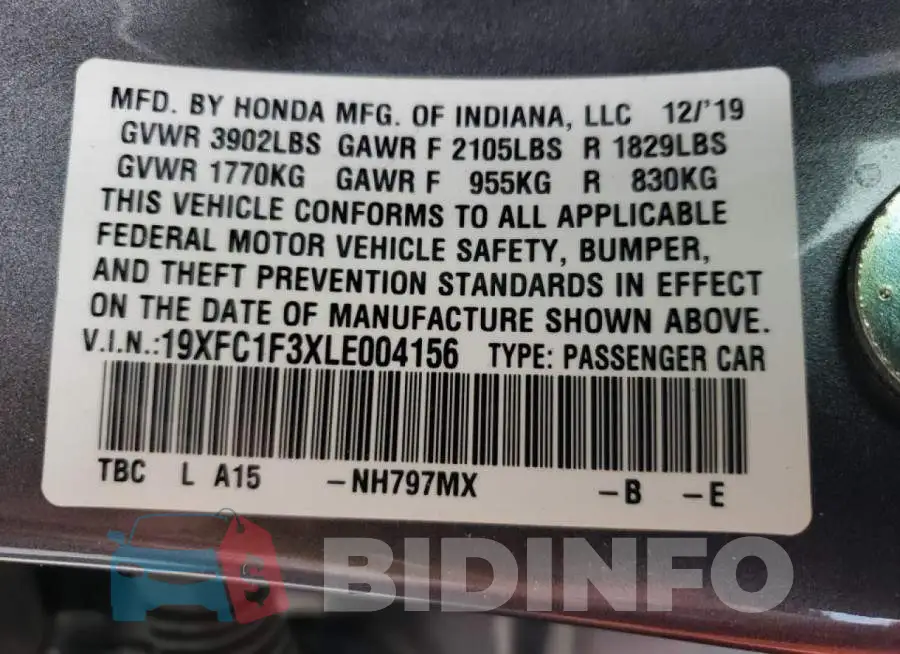 MFD. BY HONDA MFG. OF INDIANA, LLC 12/'19
GVWR 3902LBS GAWR F 2105LBS R 1829LBS
GVWR 1770KG GAWR F 955KG R 830KG
THIS VEHICLE CONFORMS TO ALL APPLICABLE
FEDERAL MOTOR VEHICLE SAFETY, BUMPER,
AND THEFT PREVENTION STANDARDS IN EFFECT
ON THE DATE OF MANUFACTURE SHOWN ABOVE.
V.I.N.:19XFC1F3XLE004156 TYPE: PASSENGER CAR
TBC L A15 -NH797MX -B -E
$ BIDINFO